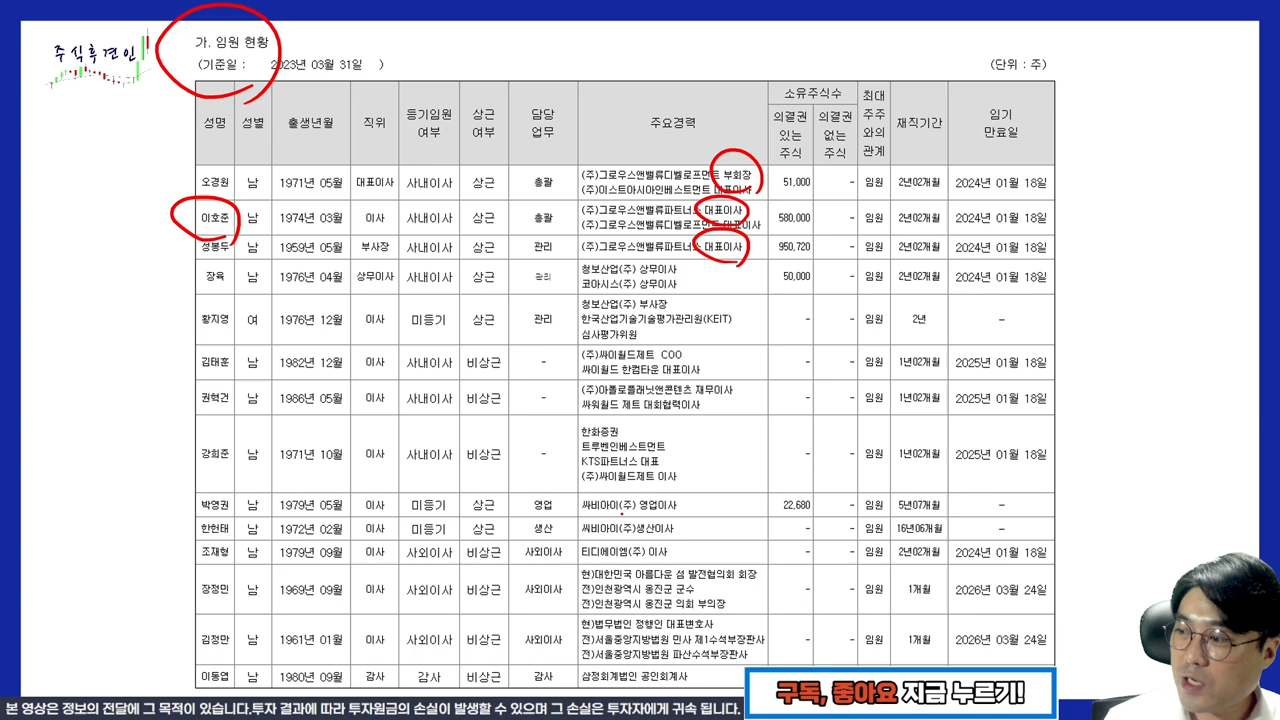 주식후견인
가. 임원 현황
(기준일 : 2023년 03월 31일 ) (단위 : 주)
성명 성별 출생년월 직위 등기임원 여부 상근 여부 담당 업무 주요경력 소유주식수 의결권 있는 주식 의결권 없는 주식 최대 주주와의 관계 재직기간 임기 만료일
오경원 남 1971년 05월 대표이사 사내이사 상근 총괄 (주)그로우스앤밸류디벨로프먼트 부회장 51,000 - 임원 2년02개월 2024년 01월 18일
(주)이스트아시아인베스트먼트 대표이사
이호준 남 1974년 03월 이사 사내이사 상근 총괄 (주)그로우스앤밸류파트너스 대표이사 580,000 - 임원 2년02개월 2024년 01월 18일
(주)그로우스앤밸류디벨로프먼트 대표이사
성봉두 남 1959년 05월 부사장 사내이사 상근 관리 (주)그로우스앤밸류파트너스 대표이사 950,720 - 임원 2년02개월 2024년 01월 18일
장육 남 1976년 04월 상무이사 사내이사 상근 관리 청보산업(주) 상무이사 50,000 - 임원 2년02개월 2024년 01월 18일
코아시스(주) 상무이사
황지영 여 1976년 12월 이사 미등기 상근 관리 청보산업(주) 부사장 - - 임원 2년 -
한국산업기술기술평가관리원(KEIT)
심사평가위원
김태훈 남 1982년 12월 이사 사내이사 비상근 - (주)싸이월드제트 COO - - 임원 1년02개월 2025년 01월 18일
싸이월드 한컴타운 대표이사
권혁건 남 1986년 05월 이사 사내이사 비상근 - (주)아폴로플래닛앤콘텐츠 재무이사 - - 임원 1년02개월 2025년 01월 18일
싸워월드 제트 대회협력이사
강희준 남 1971년 10월 이사 사내이사 비상근 - 한화증권 - - 임원 1년02개월 2025년 01월 18일
트루벤인베스트먼트
KTS파트너스 대표
(주)싸이월드제트 이사
박영권 남 1979년 05월 이사 미등기 상근 영업 싸비아이(주) 영업이사 22,680 - 임원 5년07개월 -
한헌태 남 1972년 02월 이사 미등기 상근 생산 씨비아이(주)생산이사 - - 임원 16년06개월 -
조재형 남 1979년 09월 이사 사외이사 비상근 사외이사 티디에이엠(주) 이사 - - 임원 2년02개월 2024년 01월 18일
장정민 남 1969년 09월 이사 사외이사 비상근 사외이사 현)대한민국 아름다운 섬 발전협의회 회장 - - 임원 1개월 2026년 03월 24일
전)인천광역시 옹진군 군수
전)인천광역시 옹진군 의회 부의장
김정만 남 1961년 01월 이사 사외이사 비상근 사외이사 현)법무법인 정행인 대표변호사 - - 임원 1개월 2026년 03월 24일
전)서울중앙지방법원 민사 제1수석부장판사
전)서울중앙지방법원 파산수석부장판사
이동엽 남 1980년 09월 감사 감사 비상근 감사 삼정회계법인 공인회계사
구독, 좋아요 지금 누르기!
본 영상은 정보의 전달에 그 목적이 있습니다.투자 결과에 따라 투자원금의 손실이 발생할 수 있으며 그 손실은 투자자에게 귀속 됩니다.